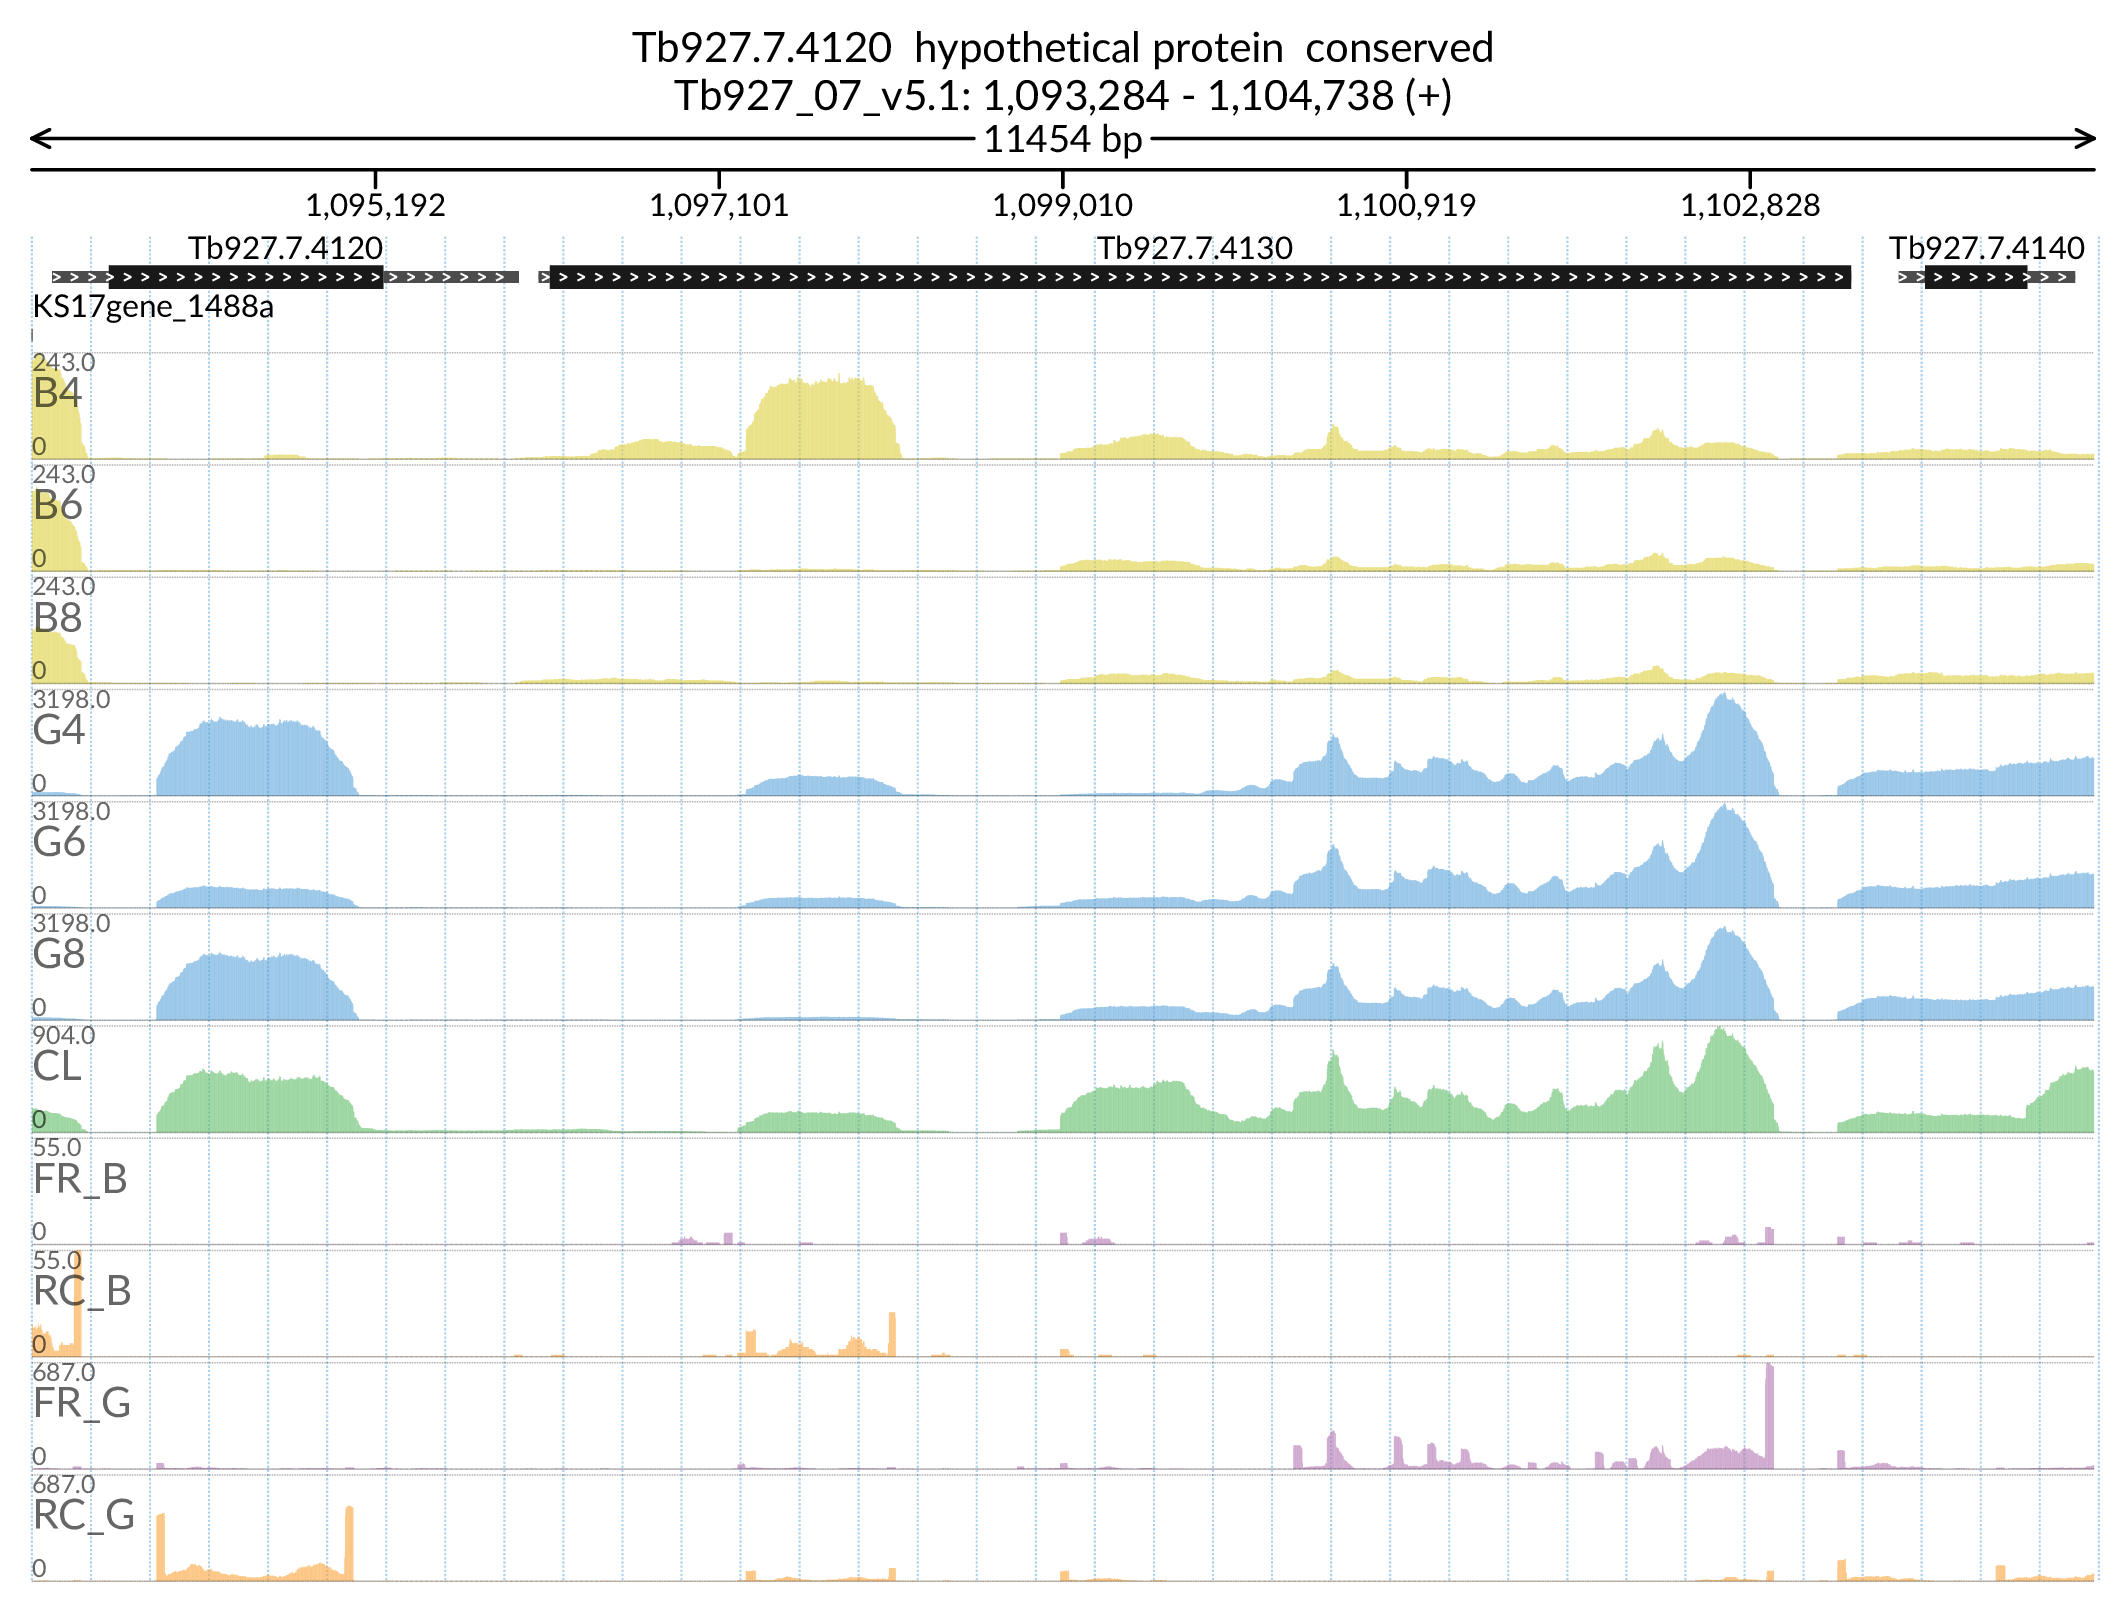 Tb927.7.4120  hypothetical protein  conserved
Tb927_07_v5.1: 1,093,284 - 1,104,738 (+)
11454 bp
1,095,192 1,097,101 1,099,010 1,100,919 1,102,828
Tb927.7.4120 Tb927.7.4130 Tb927.7.4140
KS17gene_1488a
243.0
B4
0
243.0
B6
0
243.0
B8
0
3198.0
G4
0
3198.0
G6
0
3198.0
G8
0
904.0
CL
0
55.0
FR_B
0
55.0
RC_B
0
687.0
FR_G
0
687.0
RC_G
0